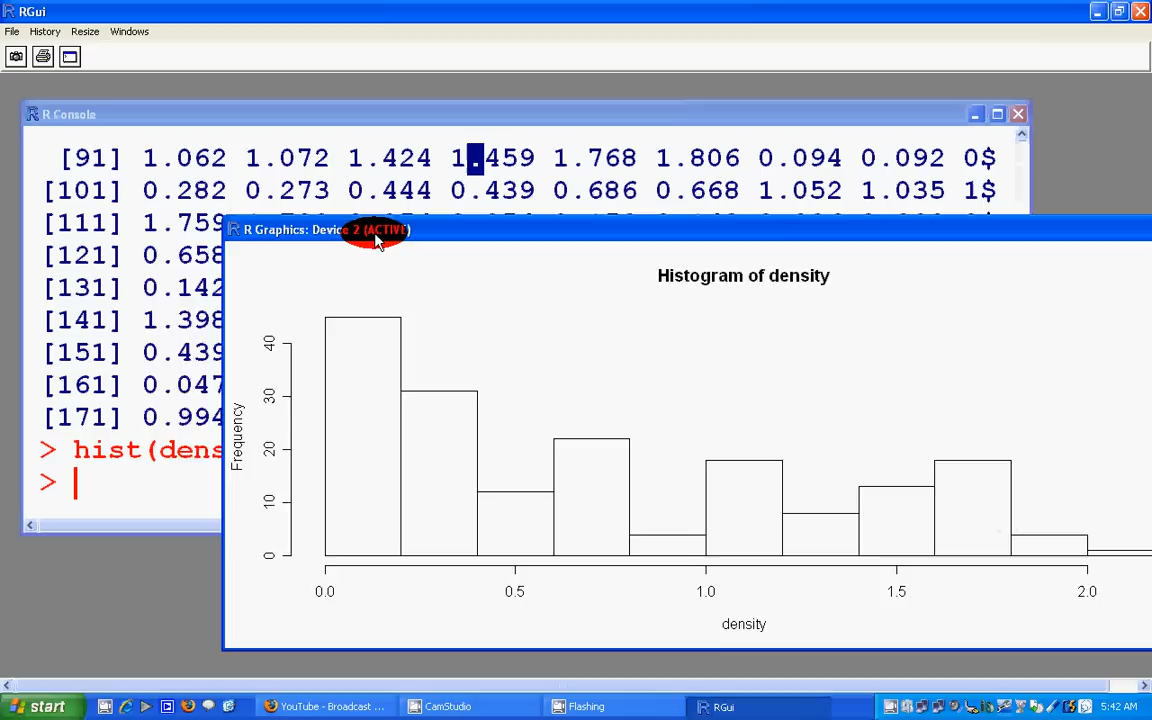 RGui
File History Resize Windows
R Console
[91] 1.062 1.072 1.424 1.459 1.768 1.806 0.094 0.092 0$
[101] 0.282 0.273 0.444 0.439 0.686 0.668 1.052 1.035 1$
[111] 1.759
R Graphics: Device 2 (ACTIVE)
[121] 0.658
[131] 0.142
[141] 1.398
[151] 0.439
[161] 0.047
[171] 0.994
> hist(dens
>
Histogram of density
Frequency
40
30
20
10
0
0.0 0.5 1.0 1.5 2.0
density
start YouTube - Broadcast ... CamStudio Flashing RGui 5:42 AM